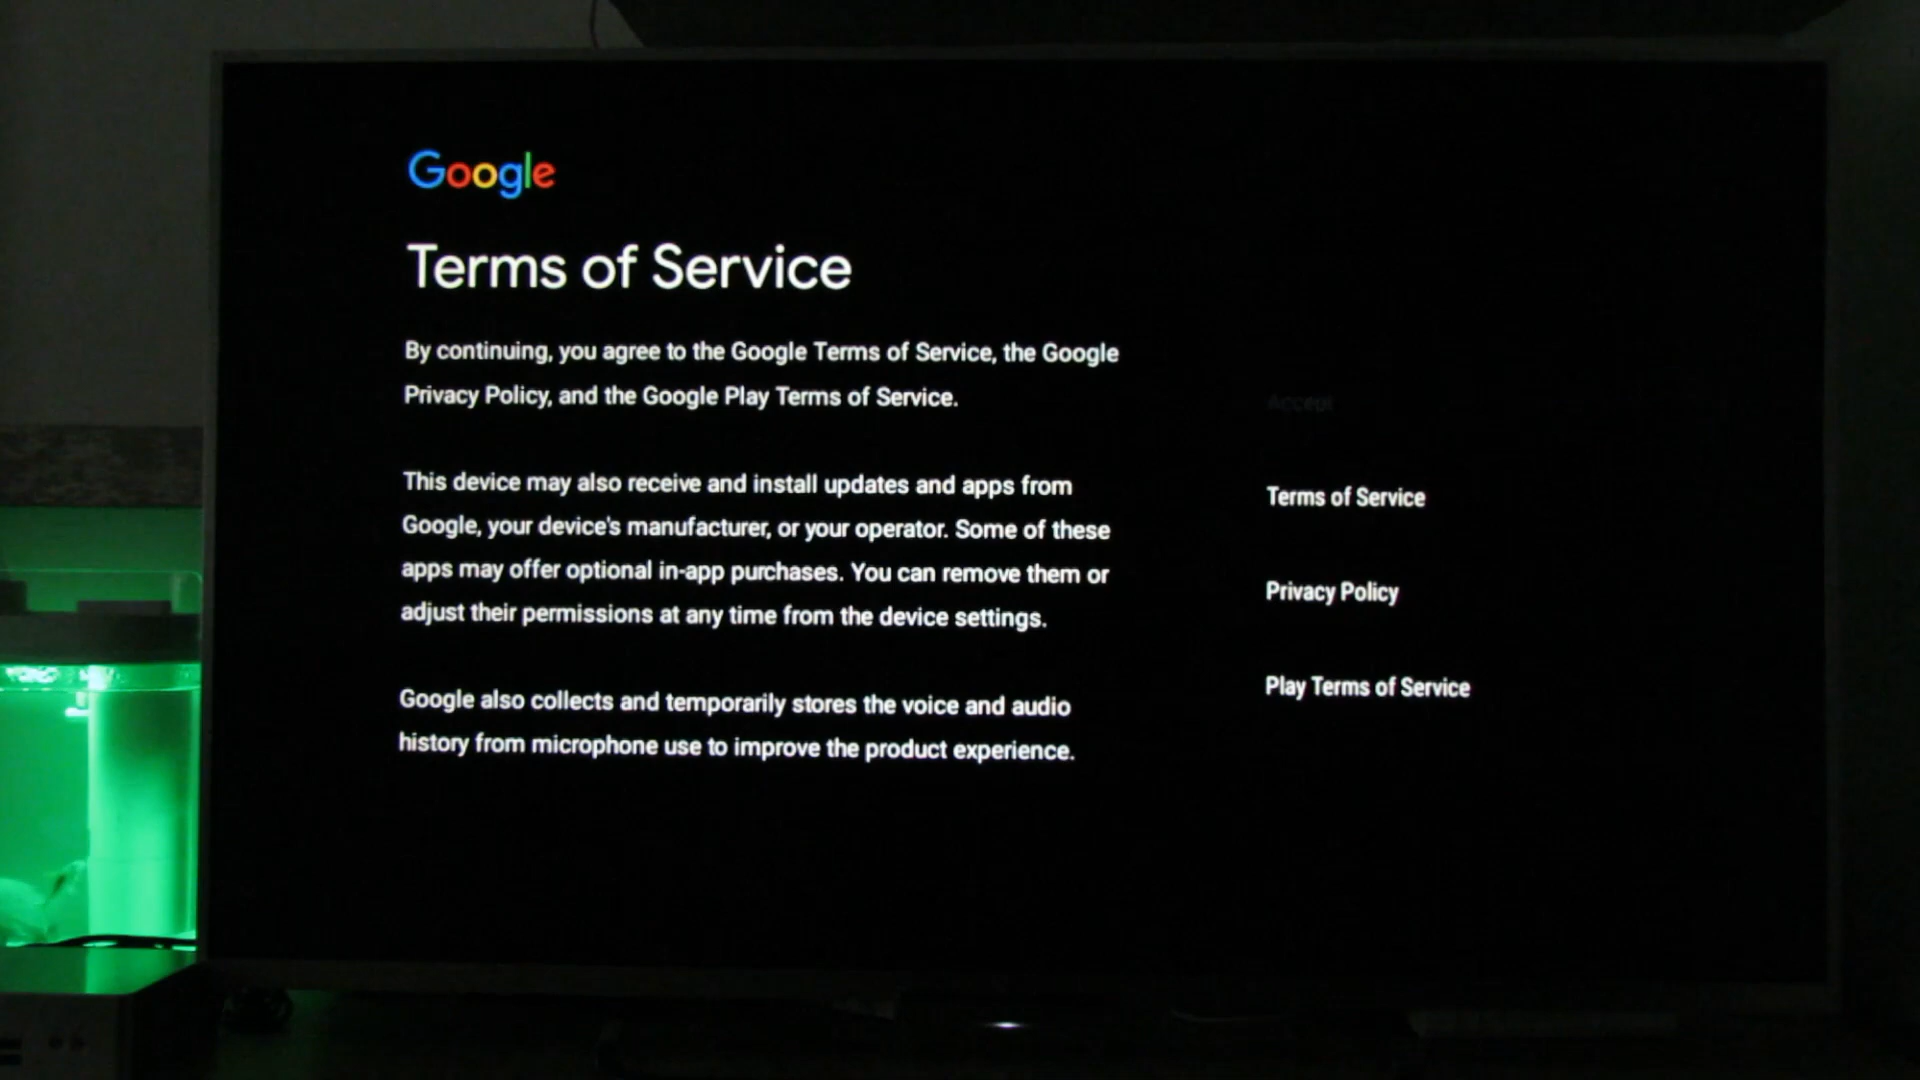 Google
Terms of Service
By continuing, you agree to the Google Terms of Service, the Google
Privacy Policy, and the Google Play Terms of Service.
This device may also receive and install updates and apps from
Google, your device's manufacturer, or your operator. Some of these
apps may offer optional in-app purchases. You can remove them or
adjust their permissions at any time from the device settings.
Google also collects and temporarily stores the voice and audio
history from microphone use to improve the product experience.
Accept
Terms of Service
Privacy Policy
Play Terms of Service